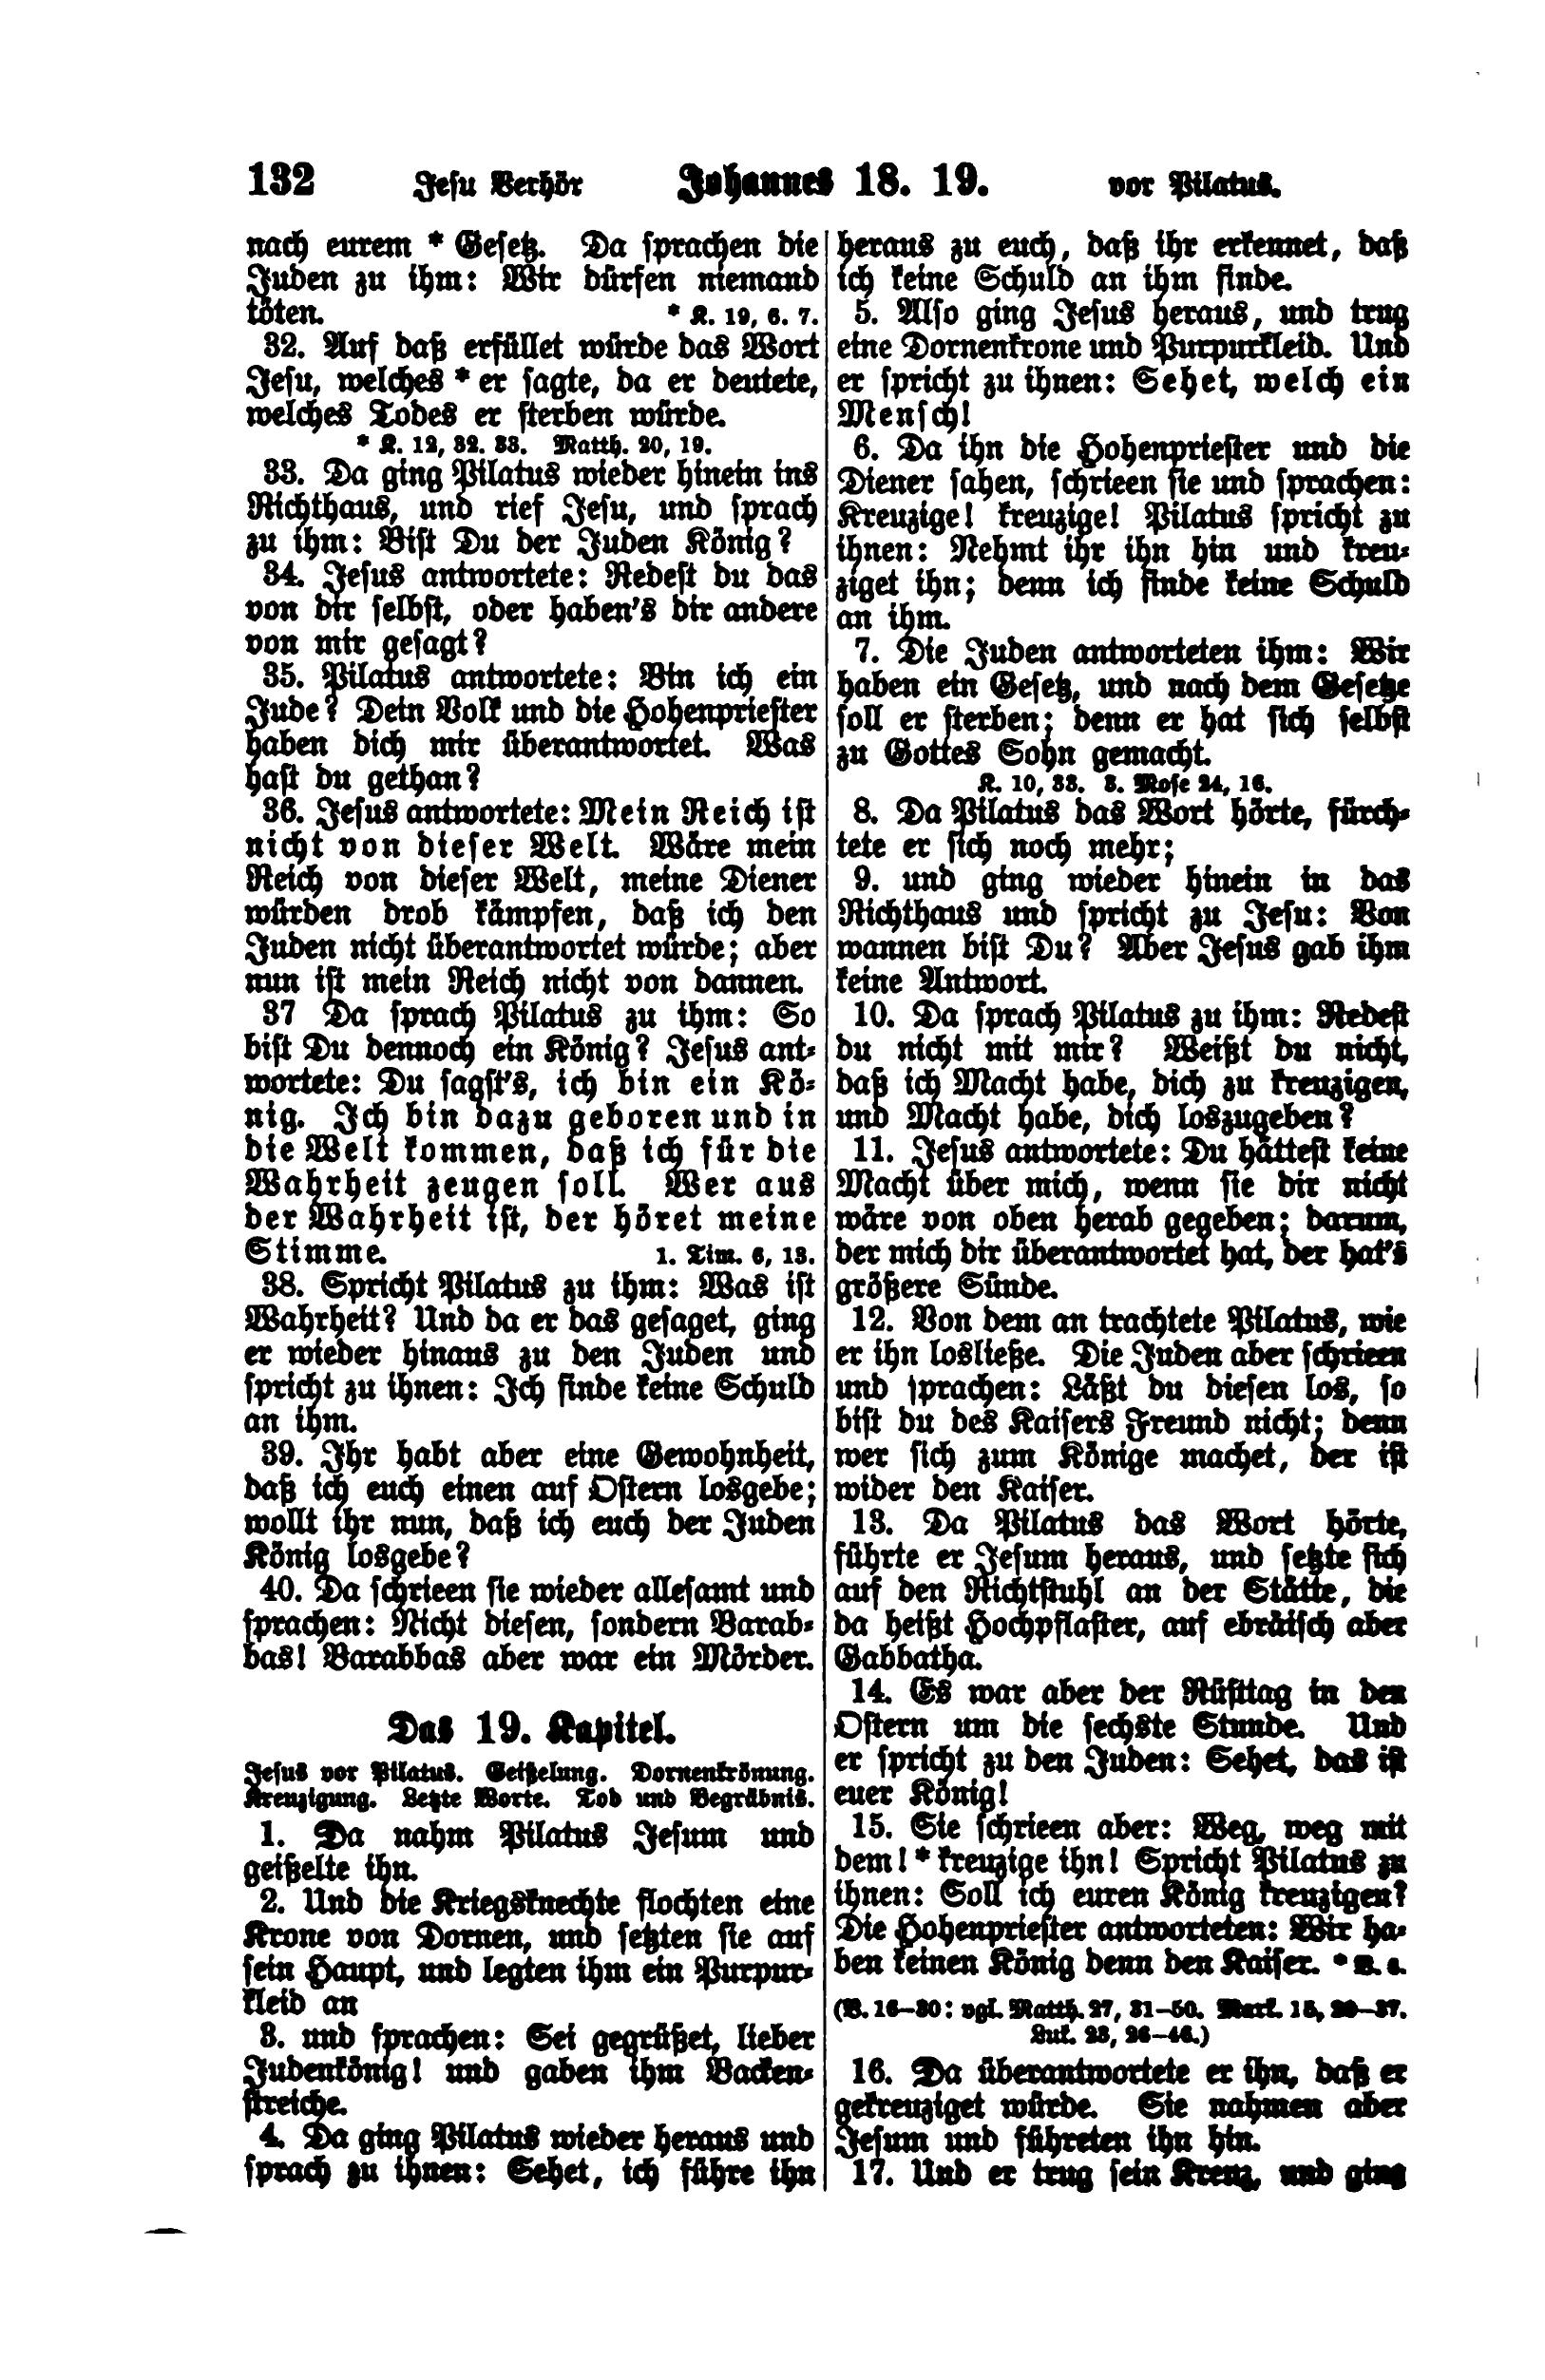 132 Jesu Verhör Johannes 18. 19. vor Pilatus.
nach eurem * Gesetz. Da sprachen die
Juden zu ihm: Wir dürfen niemand
töten. * K. 19, 6. 7.
32. Auf daß erfüllet würde das Wort
Jesu, welches * er sagte, da er deutete,
welches Todes er sterben würde.
* K. 12, 32. 33. Matth. 20, 19.
33. Da ging Pilatus wieder hinein ins
Richthaus, und rief Jesu, und sprach
zu ihm: Bist Du der Juden König?
34. Jesus antwortete: Redest du das
von dir selbst, oder haben's dir andere
von mir gesagt?
35. Pilatus antwortete: Bin ich ein
Jude? Dein Volk und die Hohenpriester
haben dich mir überantwortet. Was
hast du gethan?
36. Jesus antwortete: Mein Reich ist
nicht von dieser Welt. Wäre mein
Reich von dieser Welt, meine Diener
würden drob kämpfen, daß ich den
Juden nicht überantwortet würde; aber
nun ist mein Reich nicht von dannen.
37 Da sprach Pilatus zu ihm: So
bist Du dennoch ein König? Jesus ant-
wortete: Du sagst's, ich bin ein Kö-
nig. Ich bin dazu geboren und in
die Welt kommen, daß ich für die
Wahrheit zeugen soll. Wer aus
der Wahrheit ist, der höret meine
Stimme. 1. Tim. 6, 13.
38. Spricht Pilatus zu ihm: Was ist
Wahrheit? Und da er das gesaget, ging
er wieder hinaus zu den Juden und
spricht zu ihnen: Ich finde keine Schuld
an ihm.
39. Ihr habt aber eine Gewohnheit,
daß ich euch einen auf Ostern losgebe;
wollt ihr nun, daß ich euch der Juden
König losgebe?
40. Da schrieen sie wieder allesamt und
sprachen: Nicht diesen, sondern Barab-
bas! Barabbas aber war ein Mörder.
Das 19. Kapitel.
Jesus vor Pilatus. Geißelung. Dornenkrönung.
Kreuzigung. Letzte Worte. Tod und Begräbnis.
1. Da nahm Pilatus Jesum und
geißelte ihn.
2. Und die Kriegsknechte flochten eine
Krone von Dornen, und setzten sie auf
sein Haupt, und legten ihm ein Purpur-
kleid an
3. und sprachen: Sei gegrüßet, lieber
Judenkönig! und gaben ihm Backen-
streiche.
4. Da ging Pilatus wieder heraus und
sprach zu ihnen: Sehet, ich führe ihn
heraus zu euch, daß ihr erkennet, daß
ich keine Schuld an ihm finde.
5. Also ging Jesus heraus, und trug
eine Dornenkrone und Purpurkleid. Und
er spricht zu ihnen: Sehet, welch ein
Mensch!
6. Da ihn die Hohenpriester und die
Diener sahen, schrieen sie und sprachen:
Kreuzige! kreuzige! Pilatus spricht zu
ihnen: Nehmt ihr ihn hin und kreu-
ziget ihn; denn ich finde keine Schuld
an ihm.
7. Die Juden antworteten ihm: Wir
haben ein Gesetz, und nach dem Gesetze
soll er sterben; denn er hat sich selbst
zu Gottes Sohn gemacht.
K. 10, 33. 3. Mose 24, 16.
8. Da Pilatus das Wort hörte, fürch-
tete er sich noch mehr;
9. und ging wieder hinein in das
Richthaus und spricht zu Jesu: Von
wannen bist Du? Aber Jesus gab ihm
keine Antwort.
10. Da sprach Pilatus zu ihm: Redest
du nicht mit mir? Weißt du nicht,
daß ich Macht habe, dich zu kreuzigen,
und Macht habe, dich loszugeben?
11. Jesus antwortete: Du hättest keine
Macht über mich, wenn sie dir nicht
wäre von oben herab gegeben; darum,
der mich dir überantwortet hat, der hat's
größere Sünde.
12. Von dem an trachtete Pilatus, wie
er ihn losließe. Die Juden aber schrieen
und sprachen: Läßt du diesen los, so
bist du des Kaisers Freund nicht; denn
wer sich zum Könige machet, der ist
wider den Kaiser.
13. Da Pilatus das Wort hörte,
führte er Jesum heraus, und setzte sich
auf den Richtstuhl an der Stätte, die
da heißt Hochpflaster, auf ebräisch aber
Gabbatha.
14. Es war aber der Rüsttag in den
Ostern um die sechste Stunde. Und
er spricht zu den Juden: Sehet, das ist
euer König!
15. Sie schrieen aber: Weg, weg mit
dem! * kreuzige ihn! Spricht Pilatus zu
ihnen: Soll ich euren König kreuzigen?
Die Hohenpriester antworteten: Wir ha-
ben keinen König denn den Kaiser. * V. 6.
(V. 16–30: vgl. Matth. 27, 31–50. Mark. 15, 20–37.
Luk. 23, 26–46.)
16. Da überantwortete er ihn, daß er
gekreuziget würde. Sie nahmen aber
Jesum und führeten ihn hin.
17. Und er trug sein Kreuz, und ging